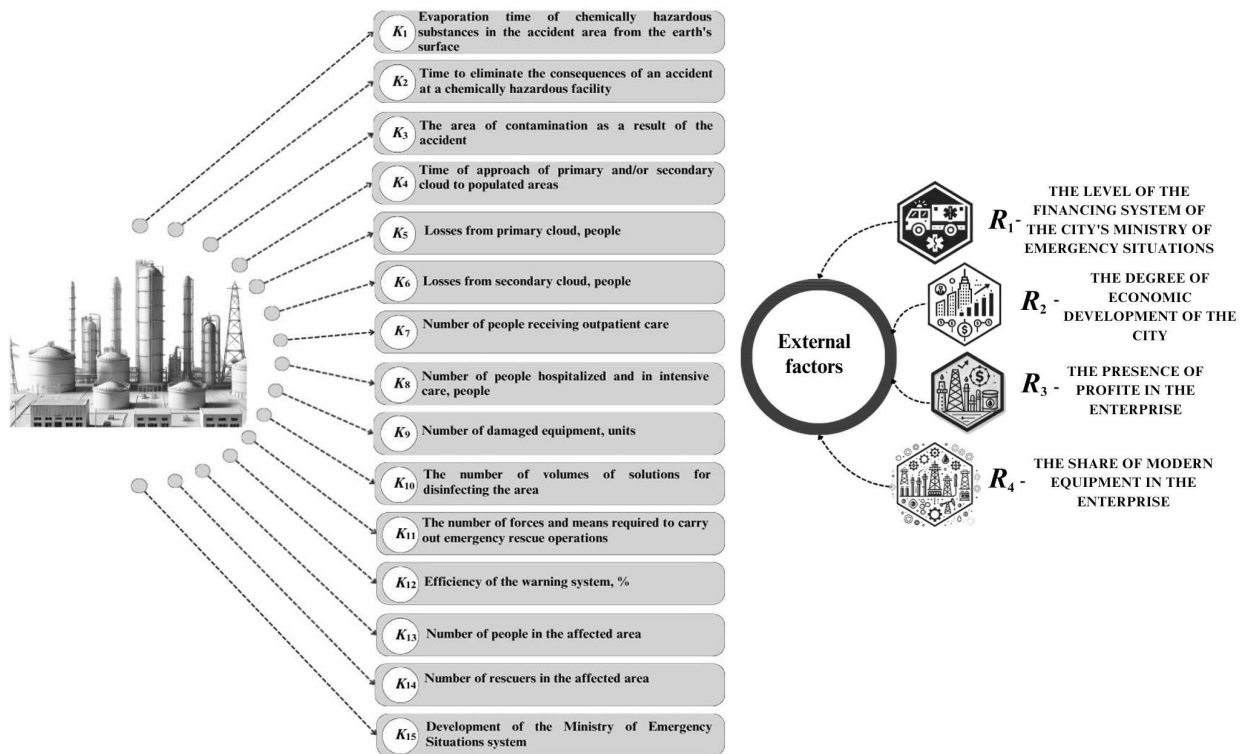 K1 Evaporation time of chemically hazardous
substances in the accident area from the earth's
surface
K2 Time to eliminate the consequences of an accident
at a chemically hazardous facility
K3 The area of contamination as a result of the
accident
K4 Time of approach of primary and/or secondary
cloud to populated areas
K5 Losses from primary cloud, people
K6 Losses from secondary cloud, people
K7 Number of people receiving outpatient care
K8 Number of people hospitalized and in intensive
care, people
K9 Number of damaged equipment, units
K10 The number of volumes of solutions for
disinfecting the area
K11 The number of forces and means required to carry
out emergency rescue operations
K12 Efficiency of the warning system, %
K13 Number of people in the affected area
K14 Number of rescuers in the affected area
K15 Development of the Ministry of Emergency
Situations system
External
factors
R1- THE LEVEL OF THE
FINANCING SYSTEM OF
THE CITY'S MINISTRY OF
EMERGENCY SITUATIONS
R2 - THE DEGREE OF
ECONOMIC
DEVELOPMENT OF THE
CITY
R3 - THE PRESENCE OF
PROFITE IN THE
ENTERPRISE
R4 - THE SHARE OF MODERN
EQUIPMENT IN THE
ENTERPRISE